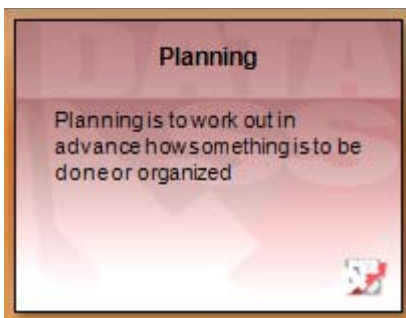 Planning
Planning is to work out in
advance how something is to be
done or organized